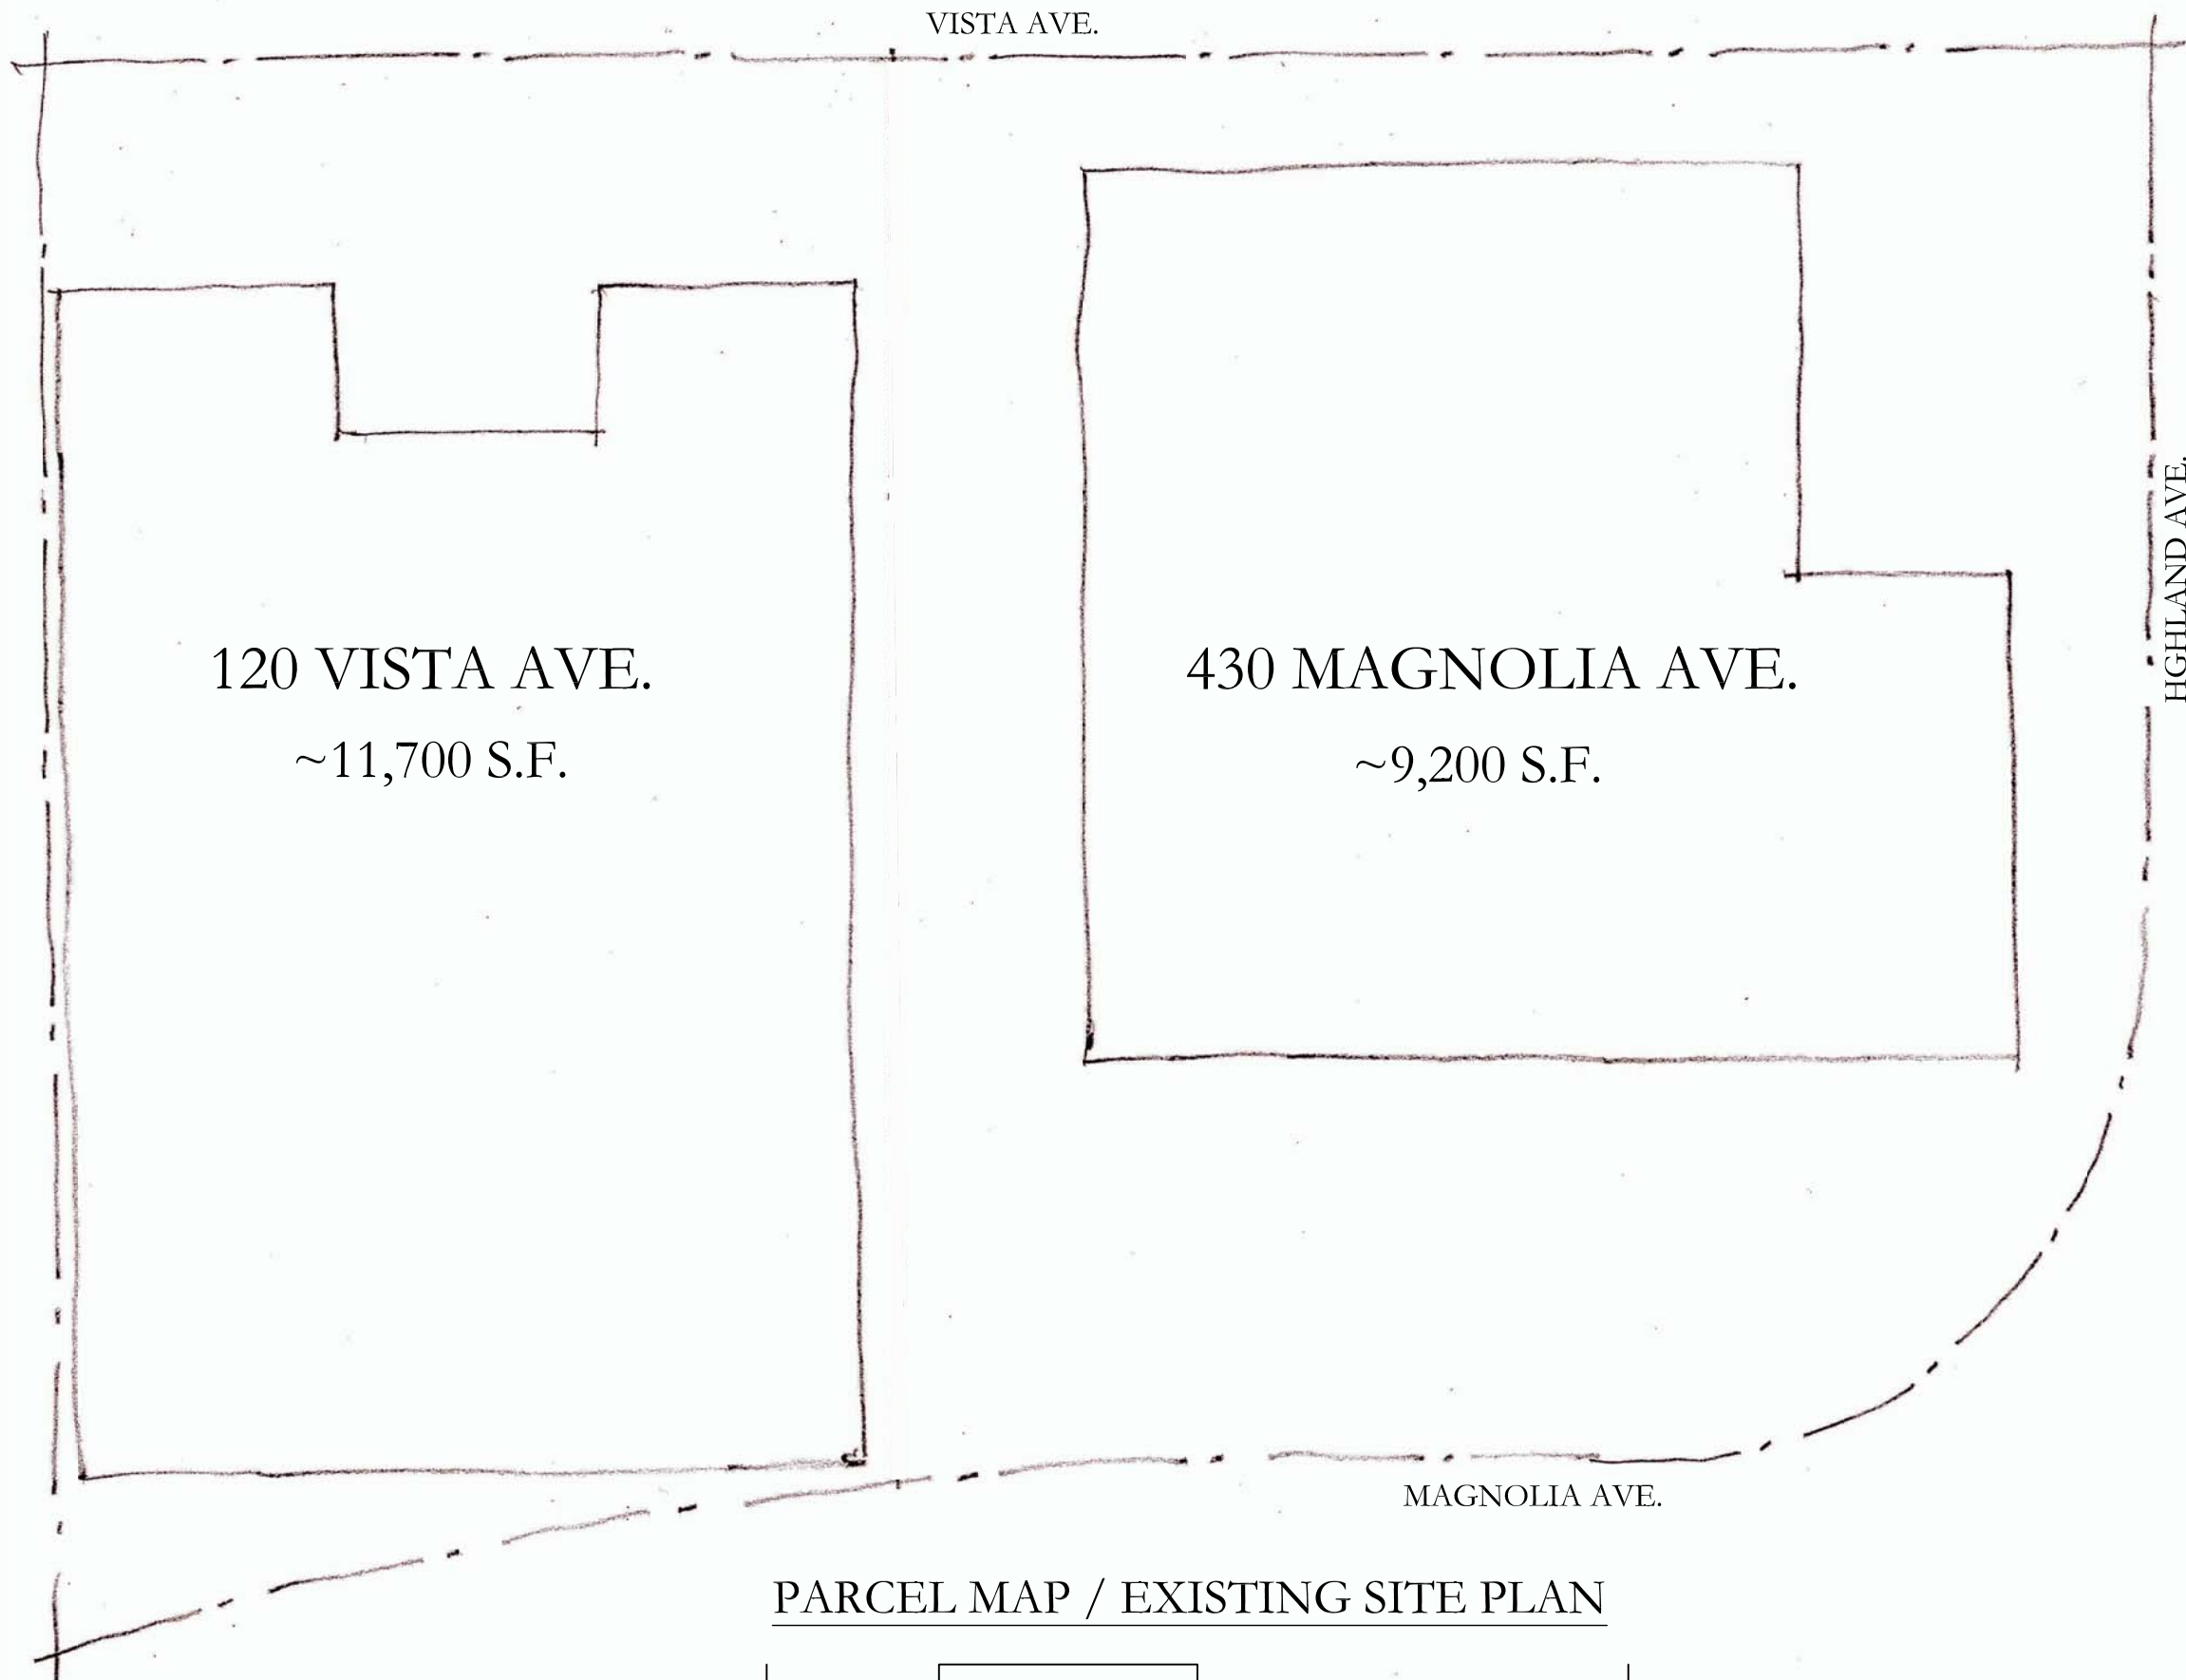 VISTA AVE.
HGHLAND AVE.
120 VISTA AVE.
~11,700 S.F.
430 MAGNOLIA AVE.
~9,200 S.F.
MAGNOLIA AVE.
PARCEL MAP / EXISTING SITE PLAN